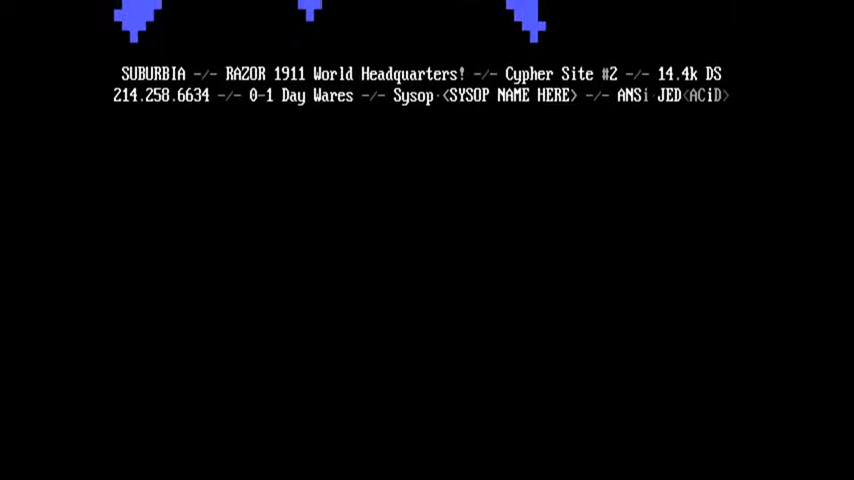 SUBURBIA -/- RAZOR 1911 World Headquarters! -/- Cypher Site #2 -/- 14.4k DS
214.258.6634 -/- 0-1 Day Wares -/- Sysop <SYSOP NAME HERE> -/- ANSi JED<ACiD>